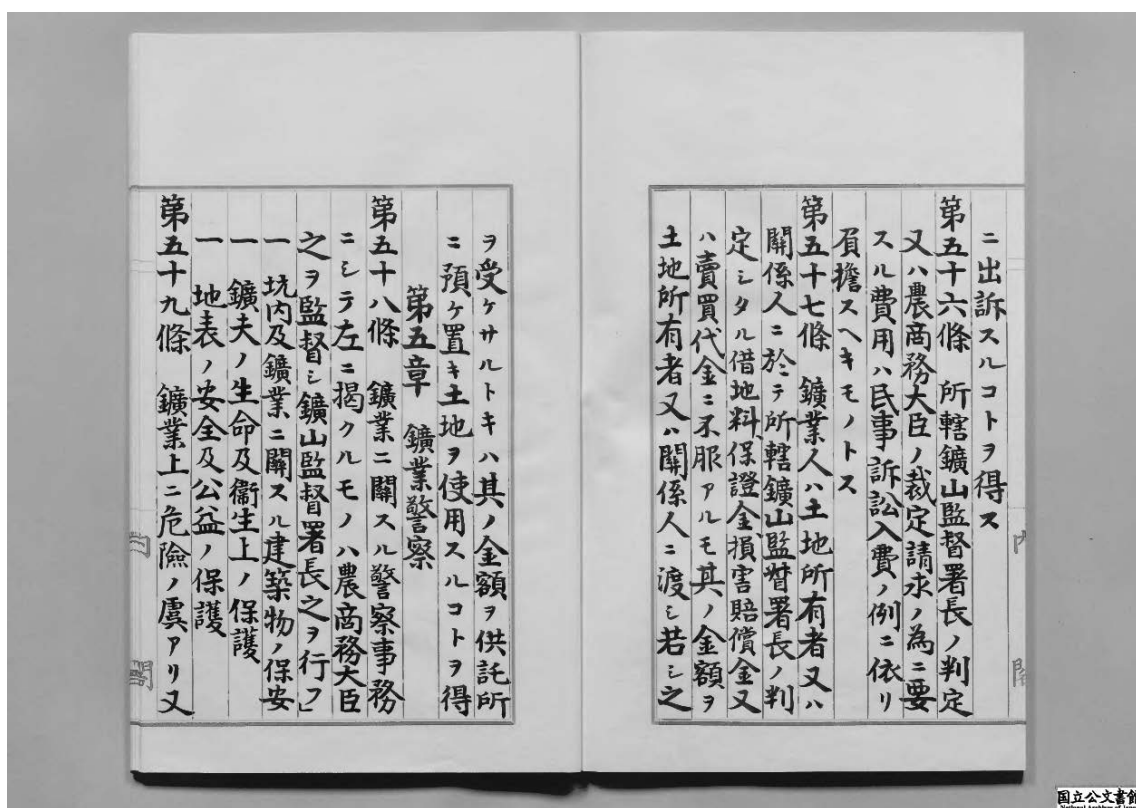 ニ出訴スルコトヲ得ス
第五十六條　所轄鑛山監督署長ノ判定
又ハ農商務大臣ノ裁定請求ノ為ニ要
スル費用ハ民事訴訟入費ノ例ニ依リ
負擔スヘキモノトス
第五十七條　鑛業人ハ土地所有者又ハ
關係人ニ於テ所轄鑛山監督署長ノ判
定シタル借地料保證金損害賠償金又
ハ賣買代金ニ不服アルモ其ノ金額ヲ
土地所有者又ハ關係人ニ渡シ若シ之
ヲ受ケサルトキハ其ノ金額ヲ供託所
ニ預ケ置キ土地ヲ使用スルコトヲ得
第五章　鑛業警察
第五十八條　鑛業ニ關スル警察事務
ニシテ左ニ掲クルモノハ農商務大臣
之ヲ監督シ鑛山監督署長之ヲ行フ」
一　坑内及鑛業ニ關スル建築物ノ保安
一　鑛夫ノ生命及衞生上ノ保護
一　地表ノ安全及公益ノ保護
第五十九條　鑛業上ニ危險ノ虞アリ又
内閣
内閣
国立公文書館